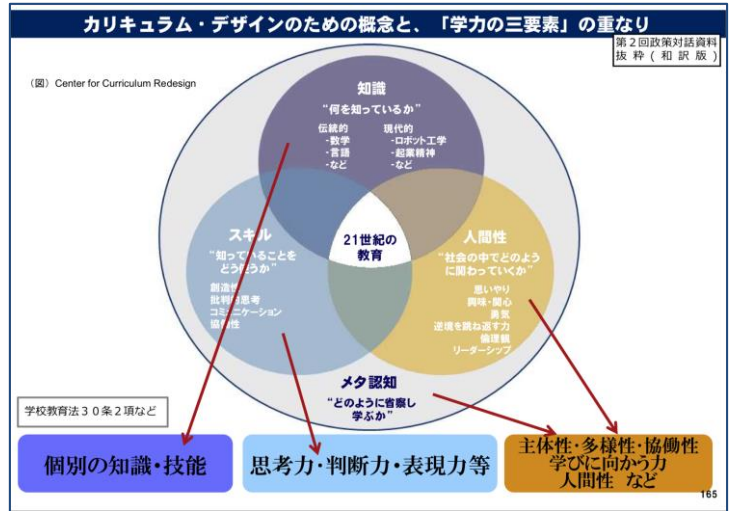 カリキュラム・デザインのための概念と、「学力の三要素」の重なり
第２回政策対話資料
抜 粋 ( 和 訳 版 )
（図）Center for Curriculum Redesign
知識
“何を知っているか”
伝統的
-数学
-言語
-など
現代的
-ロボット工学
-起業精神
-など
スキル
“知っていることを
どう使うか”
創造性
批判的思考
コミュニケーション
協働性
21世紀の
教育
人間性
“社会の中でどのよう
に関わっていくか”
思いやり
興味・関心
勇気
逆境を跳ね返す力
倫理観
リーダーシップ
メタ認知
“どのように省察し
学ぶか”
学校教育法３０条２項など
個別の知識・技能
思考力・判断力・表現力等
主体性・多様性・協働性
学びに向かう力
人間性 など
165